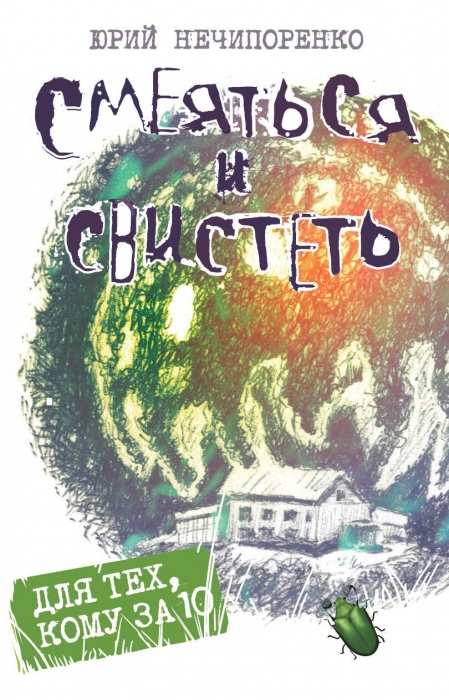 ЮРИЙ НЕЧИПОРЕНКО
СМЕЯТЬСЯ
И
СВИСТЕТЬ
ДЛЯ ТЕХ,
КОМУ ЗА 10